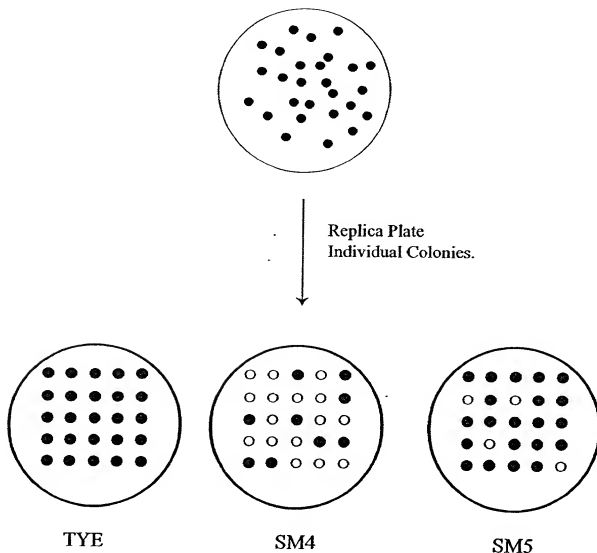 Replica Plate
Individual Colonies.
TYE
SM4
SM5